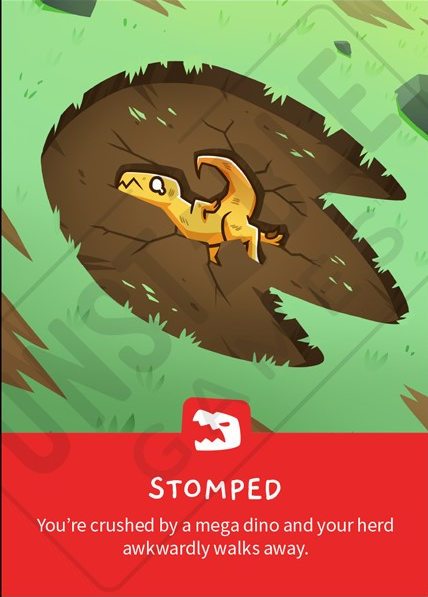 UNSTABLE
GAMES
STOMPED
You’re crushed by a mega dino and your herd
awkwardly walks away.